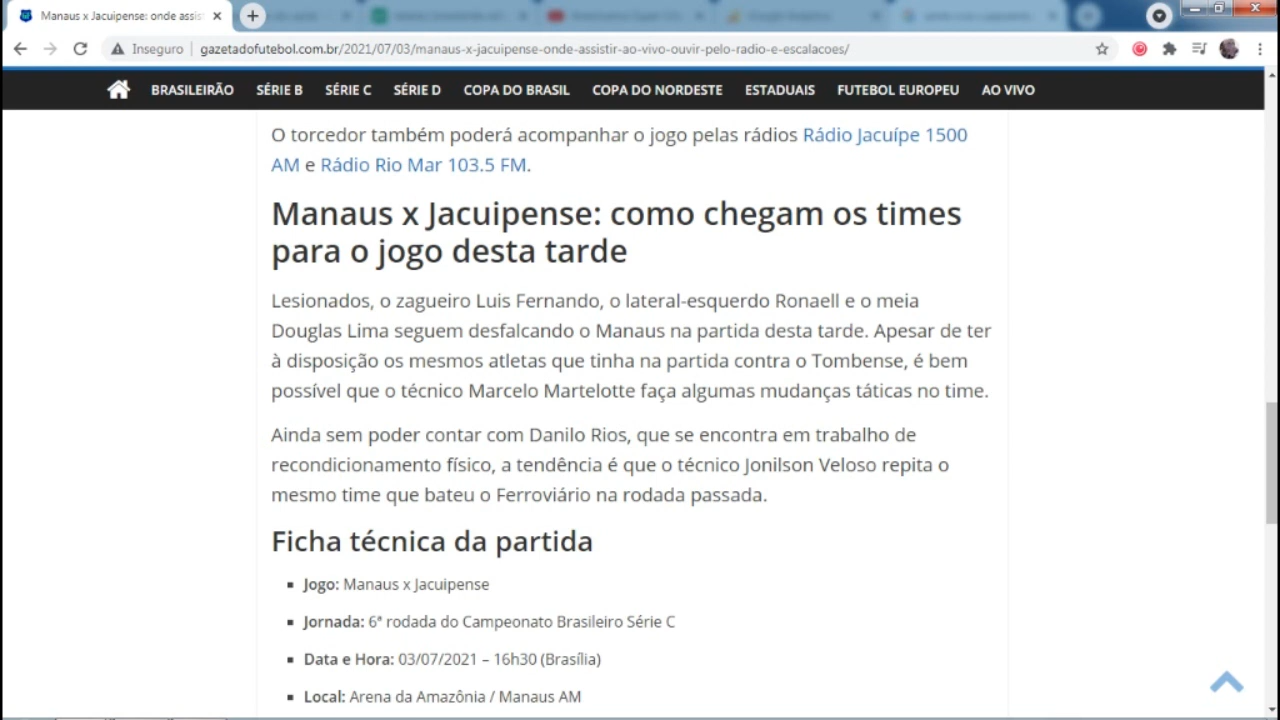 Manaus x Jacuipense: onde assis
Inseguro
gazetadofutebol.com.br/2021/07/03/manaus-x-jacuipense-onde-assistir-ao-vivo-ouvir-pelo-radio-e-escalacoes/
BRASILEIRÃO SÉRIE B SÉRIE C SÉRIE D COPA DO BRASIL COPA DO NORDESTE ESTADUAIS FUTEBOL EUROPEU AO VIVO
O torcedor também poderá acompanhar o jogo pelas rádios Rádio Jacuípe 1500
AM e Rádio Rio Mar 103.5 FM.
Manaus x Jacuipense: como chegam os times
para o jogo desta tarde
Lesionados, o zagueiro Luis Fernando, o lateral-esquerdo Ronaell e o meia
Douglas Lima seguem desfalcando o Manaus na partida desta tarde. Apesar de ter
à disposição os mesmos atletas que tinha na partida contra o Tombense, é bem
possível que o técnico Marcelo Martelotte faça algumas mudanças táticas no time.
Ainda sem poder contar com Danilo Rios, que se encontra em trabalho de
recondicionamento físico, a tendência é que o técnico Jonilson Veloso repita o
mesmo time que bateu o Ferroviário na rodada passada.
Ficha técnica da partida
Jogo: Manaus x Jacuipense
Jornada: 6ª rodada do Campeonato Brasileiro Série C
Data e Hora: 03/07/2021 – 16h30 (Brasília)
Local: Arena da Amazônia / Manaus AM